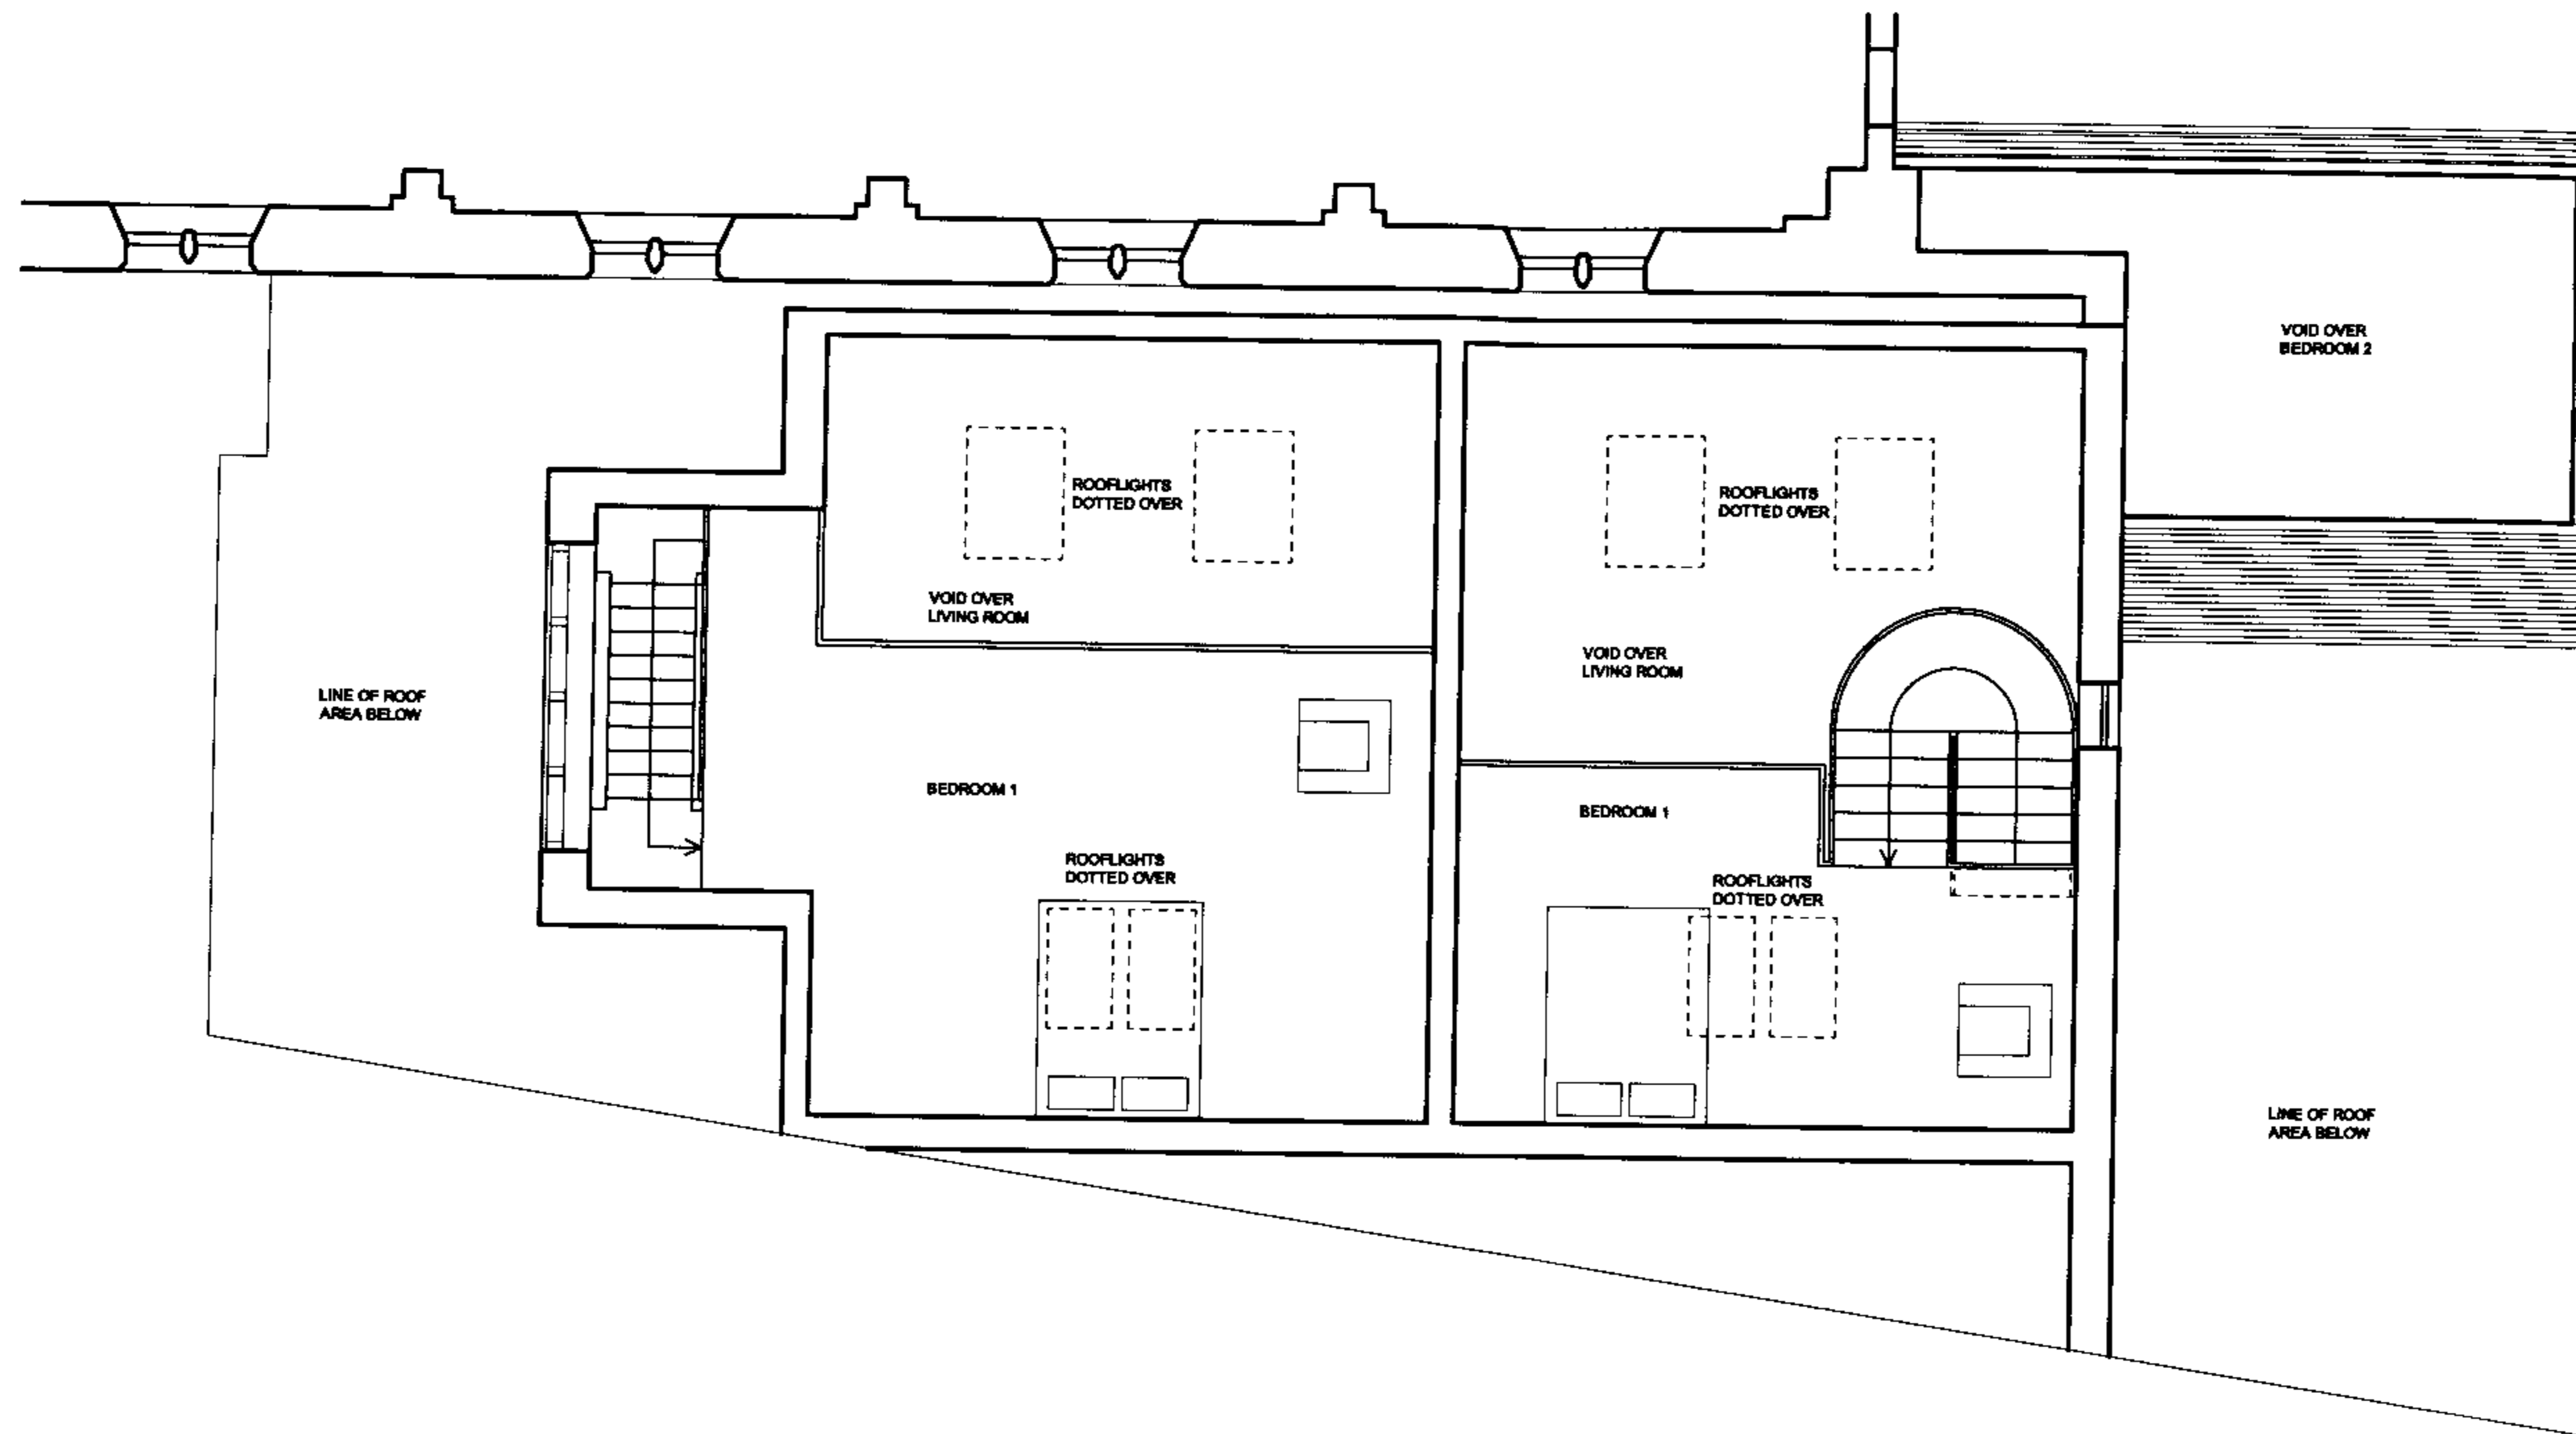 VOID OVER
BEDROOM 2
ROOFLIGHTS
DOTTED OVER
ROOFLIGHTS
DOTTED OVER
VOID OVER
LIVING ROOM
VOID OVER
LIVING ROOM
LINE OF ROOF
AREA BELOW
BEDROOM 1
BEDROOM 1
ROOFLIGHTS
DOTTED OVER
ROOFLIGHTS
DOTTED OVER
LINE OF ROOF
AREA BELOW